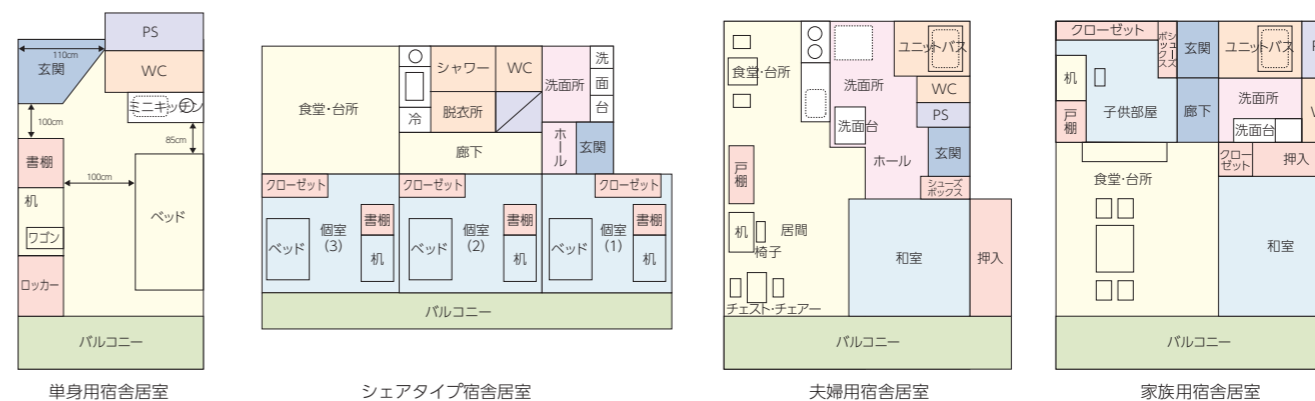 PS
110cm
玄関
WC
ミニキッチン
100cm
85cm
書棚
100cm
机
ベッド
ワゴン
ロッカー
バルコニー
単身用宿舎居室
食堂・台所
シャワー
WC
洗面所
洗面台
冷
脱衣所
廊下
ホール
玄関
クローゼット
クローゼット
クローゼット
ベッド
個室
(3)
書棚
机
ベッド
個室
(2)
書棚
机
ベッド
個室
(1)
書棚
机
バルコニー
シェアタイプ宿舎居室
食堂・台所
洗面所
ユニットバス
WC
洗面台
PS
ホール
玄関
戸棚
シューズ
ボックス
机
居間
椅子
和室
押入
チェスト・チェアー
バルコニー
夫婦用宿舎居室
クローゼット
シューズ
ボックス
玄関
ユニットバス
机
子供部屋
廊下
洗面所
戸棚
洗面台
クロー
ゼット
押入
食堂・台所
和室
バルコニー
家族用宿舎居室